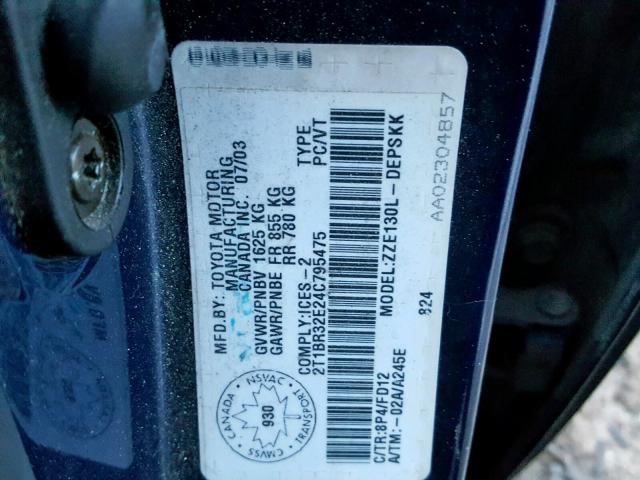 MFD. BY: TOYOTA MOTOR
MANUFACTURING
CANADA INC. 07/03
GVWR/PNBV 1625 KG
GAWR/PNBE FR 855 KG
RR 780 KG
COMPLY:ICES-2 TYPE
2T1BR32E24C795475 PC/VT
MODEL:ZZE130L-DEPSKK
C/TR:8P4/FD12
A/TM:-02A/A245E
824
AA02304857
CANADA
NSVAC
TRANSPORT
CMVSS
930